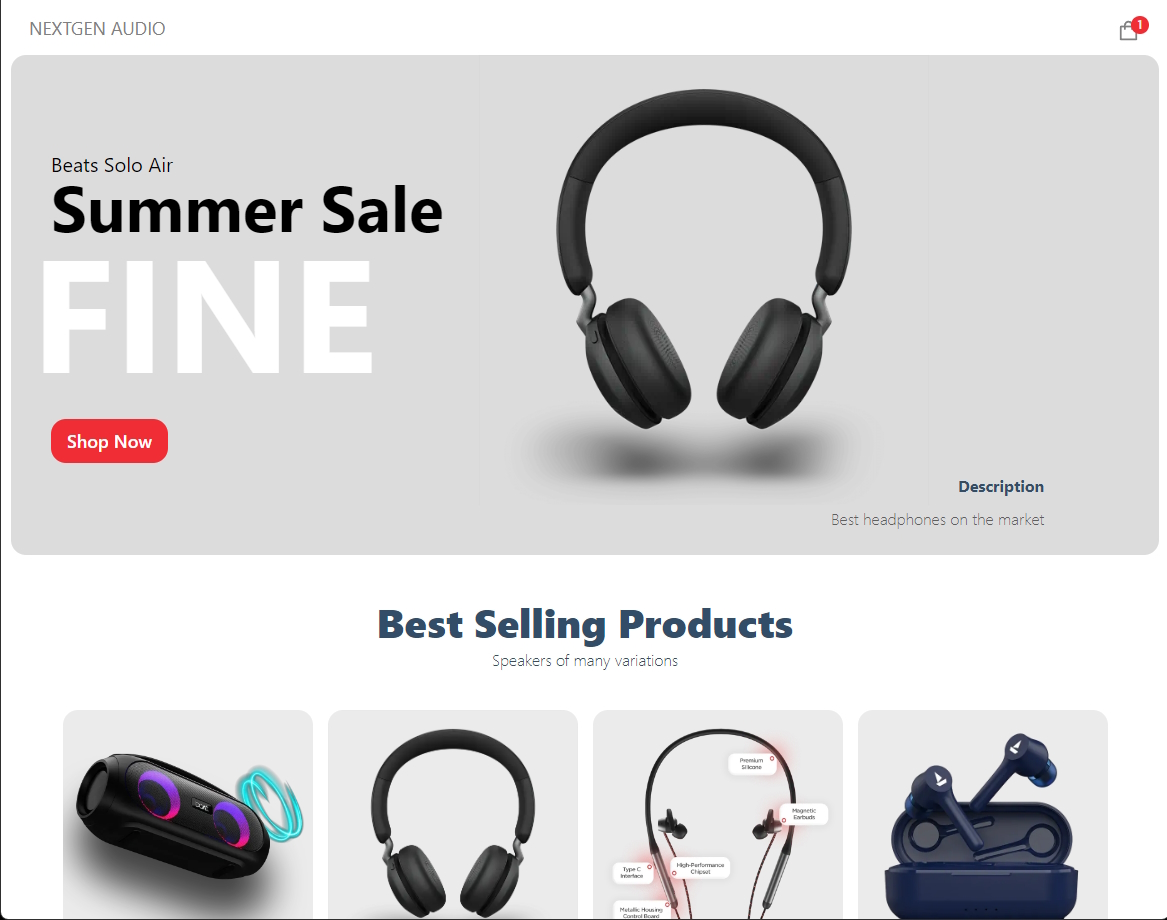 NEXTGEN AUDIO
1
Beats Solo Air
Summer Sale
FINE
Shop Now
Description
Best headphones on the market
Best Selling Products
Speakers of many variations
Premium
Silicone
Magnetic
Earbuds
Type C
Interface
High-Performance
Chipset
Metallic Housing
Control Board